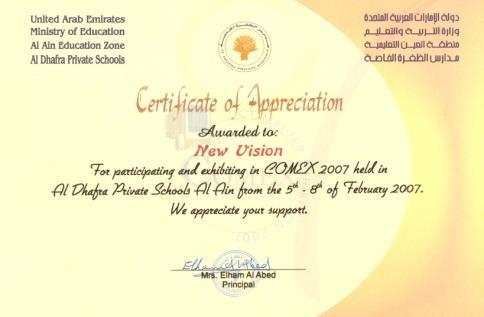 United Arab Emirates
Ministry of Education
Al Ain Education Zone
Al Dhafra Private Schools
دولة الإمارات العربية المتحدة
وزارة التربية والتعليم
منطقة العين التعليمية
مدارس الظفرة الخاصة
Certificate of Appreciation
Awarded to:
New Vision
For participating and exhibiting in COMEX 2007 held in
Al Dhafra Private Schools Al Ain from the 5th - 8th of February 2007.
We appreciate your support.
Elham Al Abed
Mrs. Elham Al Abed
Principal